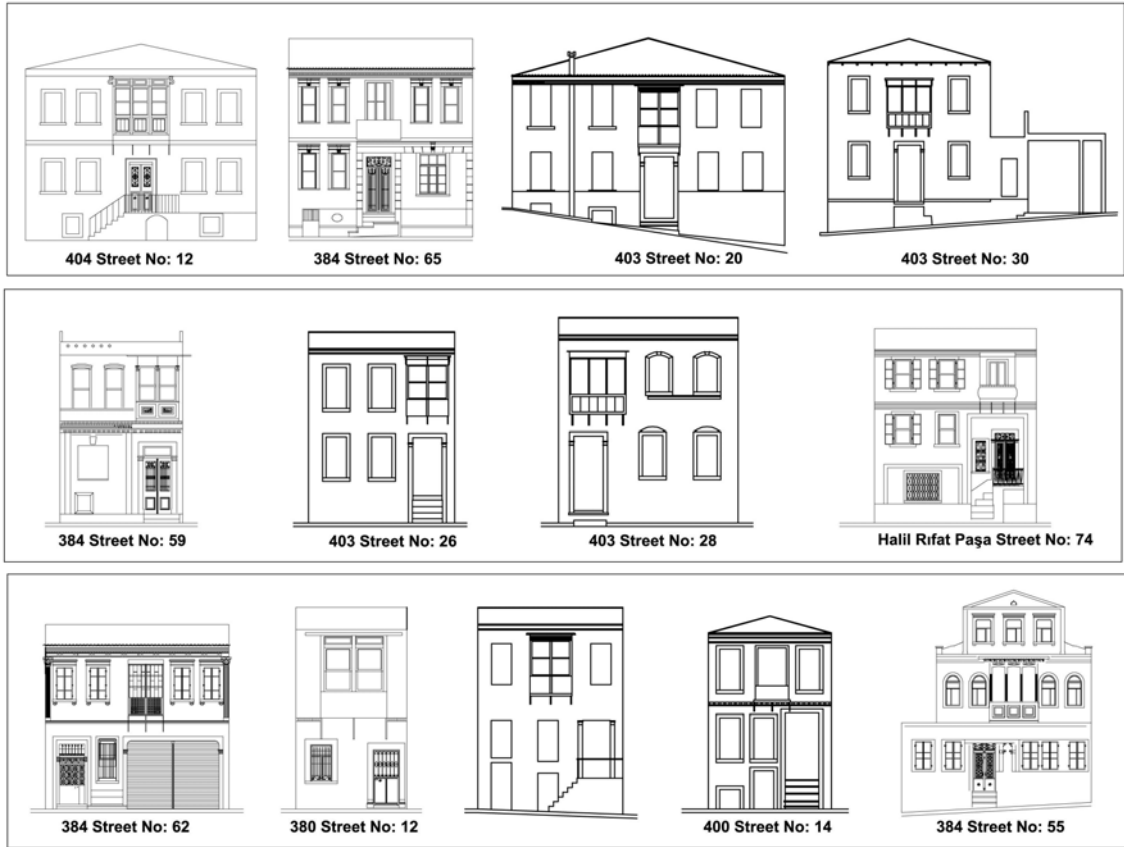 404 Street No: 12
384 Street No: 65
403 Street No: 20
403 Street No: 30
384 Street No: 59
403 Street No: 26
403 Street No: 28
Halil Rıfat Paşa Street No: 74
384 Street No: 62
380 Street No: 12
400 Street No: 14
384 Street No: 55